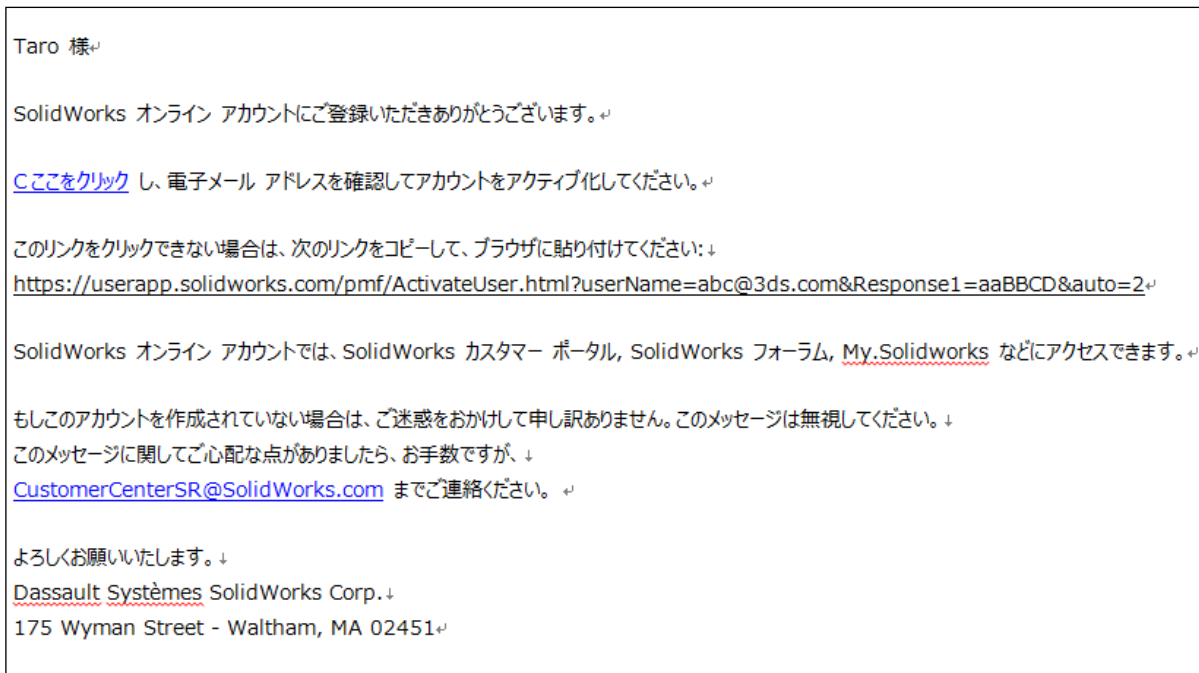 Taro 様↵
SolidWorks オンライン アカウントにご登録いただきありがとうございます。↵
Cここをクリック し、電子メール アドレスを確認してアカウントをアクティブ化してください。↵
このリンクをクリックできない場合は、次のリンクをコピーして、ブラウザに貼り付けてください:↓
https://userapp.solidworks.com/pmf/ActivateUser.html?userName=abc@3ds.com&Response1=aaBBCD&auto=2↵
SolidWorks オンライン アカウントでは、SolidWorks カスタマー ポータル, SolidWorks フォーラム, My.Solidworks などにアクセスできます。↵
もしこのアカウントを作成されていない場合は、ご迷惑をおかけして申し訳ありません。このメッセージは無視してください。↓
このメッセージに関してご心配な点がありましたら、お手数ですが、↓
CustomerCenterSR@SolidWorks.com までご連絡ください。 ↵
よろしくお願いいたします。↓
Dassault Systèmes SolidWorks Corp.↓
175 Wyman Street - Waltham, MA 02451↵